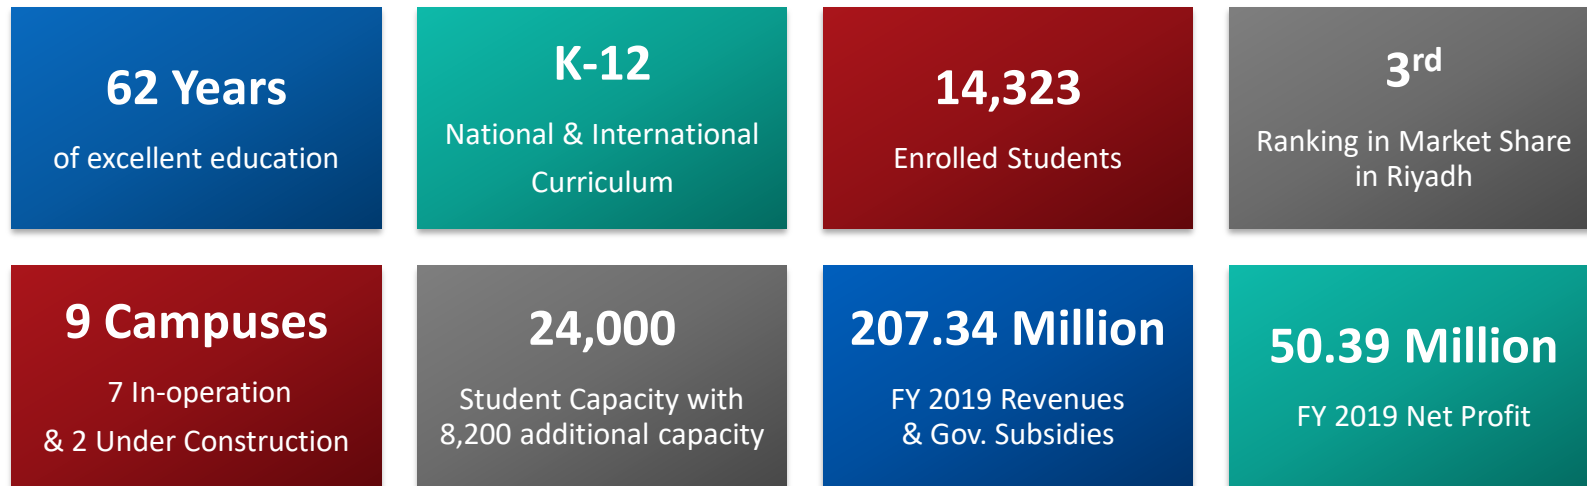 62 Years
of excellent education
K-12
National & International
Curriculum
14,323
Enrolled Students
3rd
Ranking in Market Share
in Riyadh
9 Campuses
7 In-operation
& 2 Under Construction
24,000
Student Capacity with
8,200 additional capacity
207.34 Million
FY 2019 Revenues
& Gov. Subsidies
50.39 Million
FY 2019 Net Profit